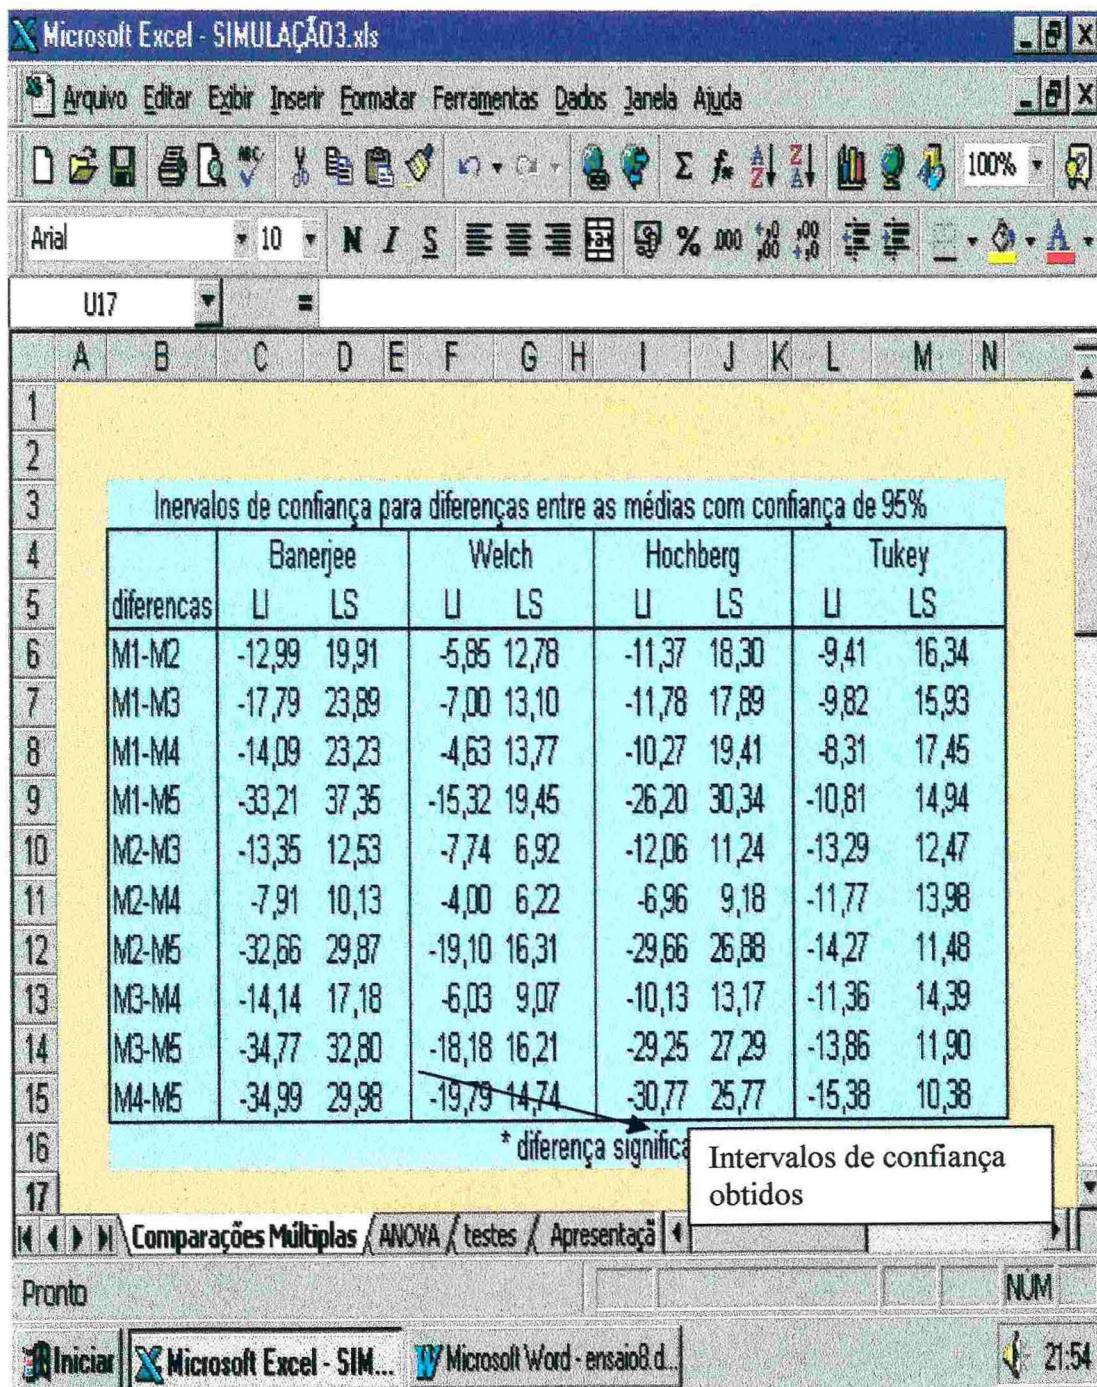 Microsoft Excel - SIMULAÇÃO3.xls
Arquivo Editar Exibir Inserir Formatar Ferramentas Dados Janela Ajuda
ABC Σ f* A Z Z A 100%
Arial 10 N I S % 000 ,0 ,00 ,00 ,0 A
U17 =
A B C D E F G H I J K L M N
1
2
3 Inervalos de confiança para diferenças entre as médias com confiança de 95%
4 Banerjee Welch Hochberg Tukey
5 diferencas LI LS LI LS LI LS LI LS
6 M1-M2 -12,99 19,91 -5,85 12,78 -11,37 18,30 -9,41 16,34
7 M1-M3 -17,79 23,89 -7,00 13,10 -11,78 17,89 -9,82 15,93
8 M1-M4 -14,09 23,23 -4,63 13,77 -10,27 19,41 -8,31 17,45
9 M1-M5 -33,21 37,35 -15,32 19,45 -26,20 30,34 -10,81 14,94
10 M2-M3 -13,35 12,53 -7,74 6,92 -12,06 11,24 -13,29 12,47
11 M2-M4 -7,91 10,13 -4,00 6,22 -6,96 9,18 -11,77 13,98
12 M2-M5 -32,66 29,87 -19,10 16,31 -29,66 26,88 -14,27 11,48
13 M3-M4 -14,14 17,18 -6,03 9,07 -10,13 13,17 -11,36 14,39
14 M3-M5 -34,77 32,80 -18,18 16,21 -29,25 27,29 -13,86 11,90
15 M4-M5 -34,99 29,98 -19,79 14,74 -30,77 25,77 -15,38 10,38
16 * diferença significa
Intervalos de confiança
obtidos
17
Comparações Múltiplas ANOVA testes Apresentaçã
Pronto NÚM
Iniciar Microsoft Excel - SIM... Microsoft Word - ensaio8.d... 21:54